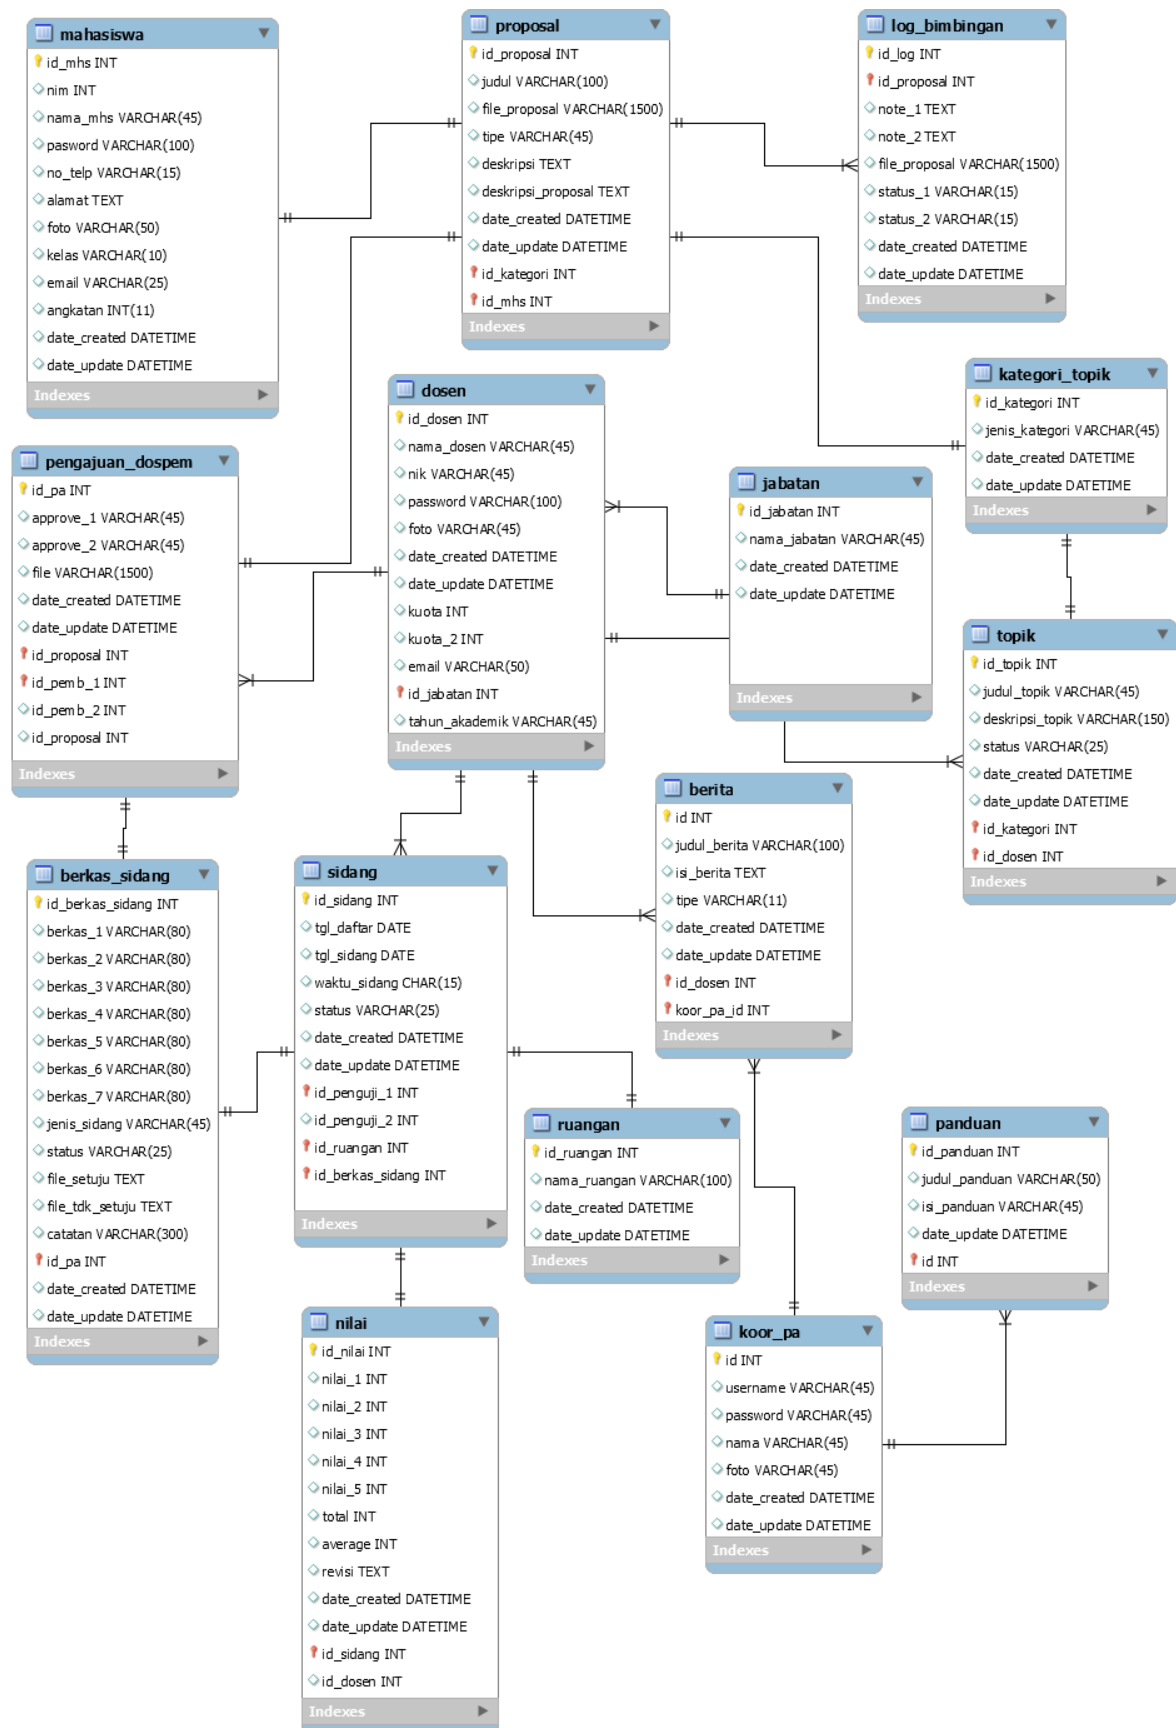 mahasiswa
id_mhs INT
nim INT
nama_mhs VARCHAR(45)
pasword VARCHAR(100)
no_telp VARCHAR(15)
alamat TEXT
foto VARCHAR(50)
kelas VARCHAR(10)
email VARCHAR(25)
angkatan INT(11)
date_created DATETIME
date_update DATETIME
Indexes
proposal
id_proposal INT
judul VARCHAR(100)
file_proposal VARCHAR(1500)
tipe VARCHAR(45)
deskripsi TEXT
deskripsi_proposal TEXT
date_created DATETIME
date_update DATETIME
id_kategori INT
id_mhs INT
Indexes
log_bimbingan
id_log INT
id_proposal INT
note_1 TEXT
note_2 TEXT
file_proposal VARCHAR(1500)
status_1 VARCHAR(15)
status_2 VARCHAR(15)
date_created DATETIME
date_update DATETIME
Indexes
kategori_topik
id_kategori INT
jenis_kategori VARCHAR(45)
date_created DATETIME
date_update DATETIME
Indexes
dosen
id_dosen INT
nama_dosen VARCHAR(45)
nik VARCHAR(45)
password VARCHAR(100)
foto VARCHAR(45)
date_created DATETIME
date_update DATETIME
kuota INT
kuota_2 INT
email VARCHAR(50)
id_jabatan INT
tahun_akademik VARCHAR(45)
Indexes
pengajuan_dospem
id_pa INT
approve_1 VARCHAR(45)
approve_2 VARCHAR(45)
file VARCHAR(1500)
date_created DATETIME
date_update DATETIME
id_proposal INT
id_pemb_1 INT
id_pemb_2 INT
id_proposal INT
Indexes
jabatan
id_jabatan INT
nama_jabatan VARCHAR(45)
date_created DATETIME
date_update DATETIME
Indexes
topik
id_topik INT
judul_topik VARCHAR(45)
deskripsi_topik VARCHAR(150)
status VARCHAR(25)
date_created DATETIME
date_update DATETIME
id_kategori INT
id_dosen INT
Indexes
berita
id INT
judul_berita VARCHAR(100)
isi_berita TEXT
tipe VARCHAR(11)
date_created DATETIME
date_update DATETIME
id_dosen INT
koor_pa_id INT
Indexes
berkas_sidang
id_berkas_sidang INT
berkas_1 VARCHAR(80)
berkas_2 VARCHAR(80)
berkas_3 VARCHAR(80)
berkas_4 VARCHAR(80)
berkas_5 VARCHAR(80)
berkas_6 VARCHAR(80)
berkas_7 VARCHAR(80)
jenis_sidang VARCHAR(45)
status VARCHAR(25)
file_setuju TEXT
file_tdk_setuju TEXT
catatan VARCHAR(300)
id_pa INT
date_created DATETIME
date_update DATETIME
Indexes
sidang
id_sidang INT
tgl_daftar DATE
tgl_sidang DATE
waktu_sidang CHAR(15)
status VARCHAR(25)
date_created DATETIME
date_update DATETIME
id_penguji_1 INT
id_penguji_2 INT
id_ruangan INT
id_berkas_sidang INT
Indexes
ruangan
id_ruangan INT
nama_ruangan VARCHAR(100)
date_created DATETIME
date_update DATETIME
Indexes
panduan
id_panduan INT
judul_panduan VARCHAR(50)
isi_panduan VARCHAR(45)
date_update DATETIME
id INT
Indexes
nilai
id_nilai INT
nilai_1 INT
nilai_2 INT
nilai_3 INT
nilai_4 INT
nilai_5 INT
total INT
average INT
revisi TEXT
date_created DATETIME
date_update DATETIME
id_sidang INT
id_dosen INT
Indexes
koor_pa
id INT
username VARCHAR(45)
password VARCHAR(45)
nama VARCHAR(45)
foto VARCHAR(45)
date_created DATETIME
date_update DATETIME
Indexes